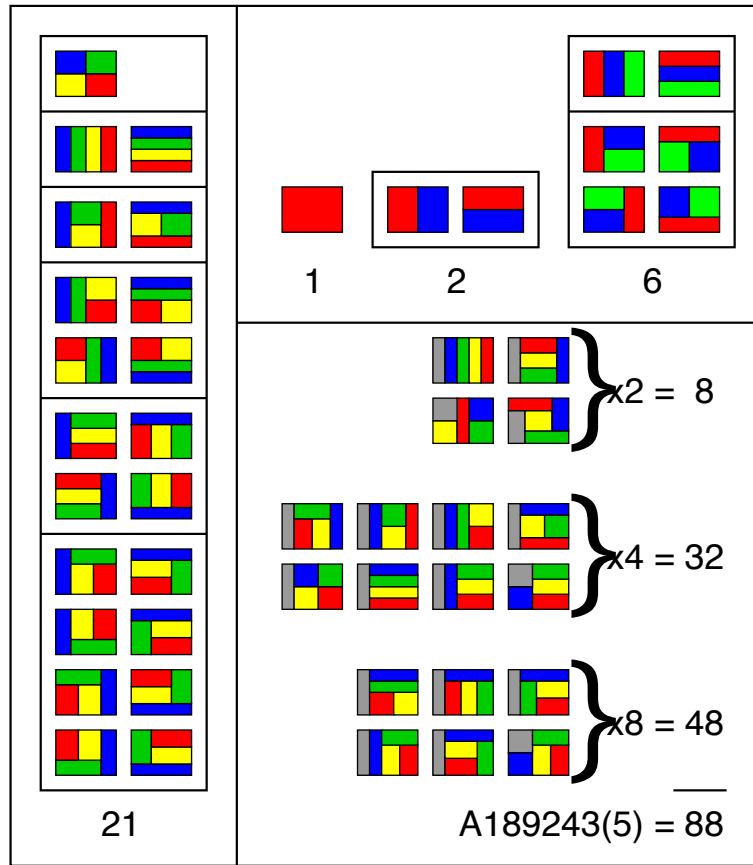 1
2
6
21
x2 = 8
x4 = 32
x8 = 48
A189243(5) = 88